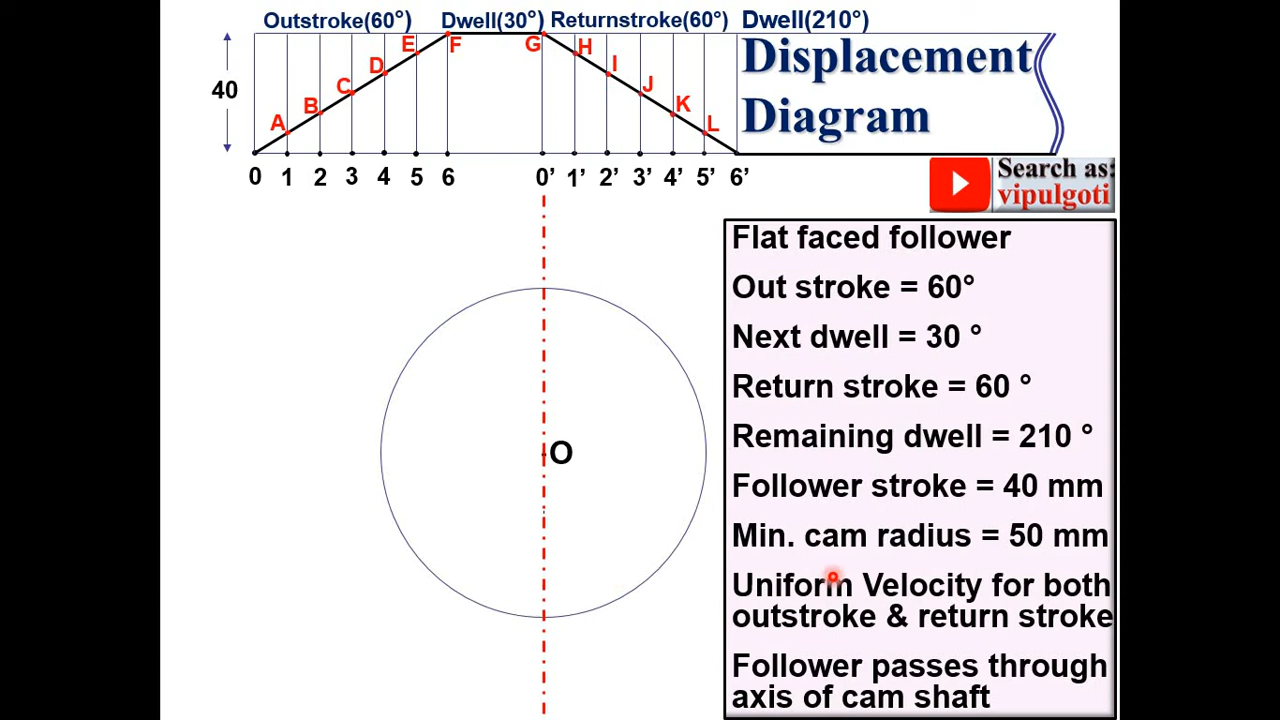 Outstroke(60°) Dwell(30°) Returnstroke(60°) Dwell(210°)
Displacement
Diagram
40
A B C D E F G H I J K L
0 1 2 3 4 5 6 0' 1' 2' 3' 4' 5' 6'
Search as:
vipulgoti
Flat faced follower
Out stroke = 60°
Next dwell = 30 °
Return stroke = 60 °
Remaining dwell = 210 °
Follower stroke = 40 mm
Min. cam radius = 50 mm
Uniform Velocity for both
outstroke & return stroke
Follower passes through
axis of cam shaft
O